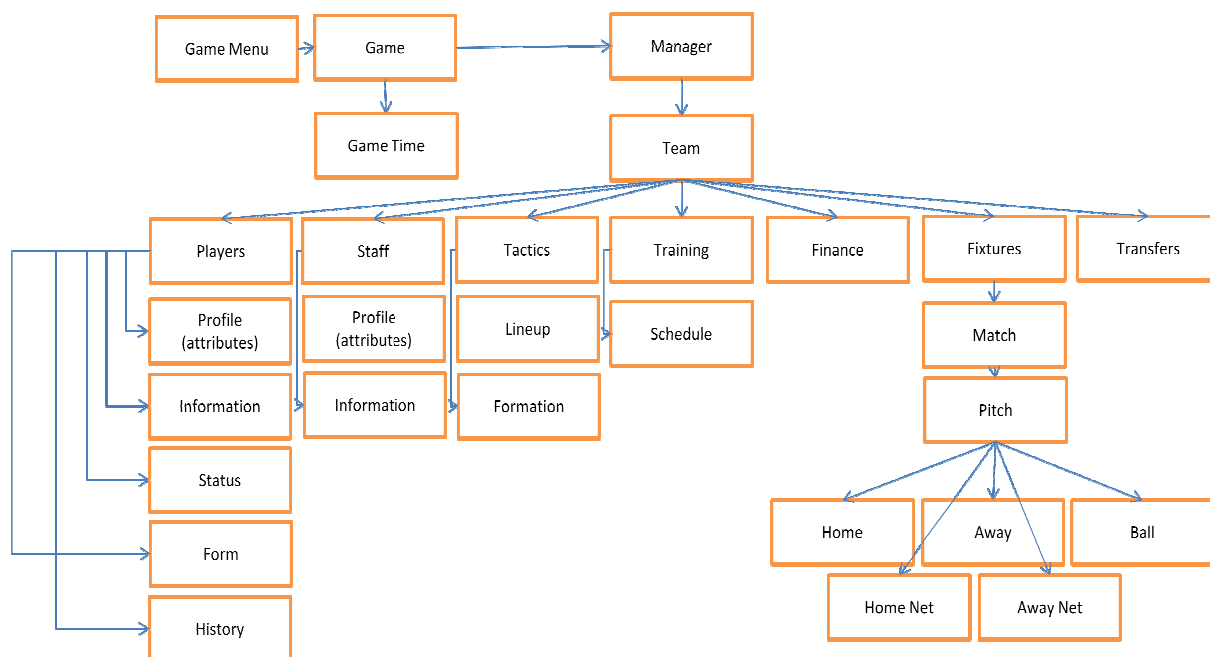 Game Menu
Game
Manager
Game Time
Team
Players
Staff
Tactics
Training
Finance
Fixtures
Transfers
Profile
(attributes)
Profile
(attributes)
Lineup
Schedule
Match
Information
Information
Formation
Pitch
Status
Home
Away
Ball
Form
Home Net
Away Net
History